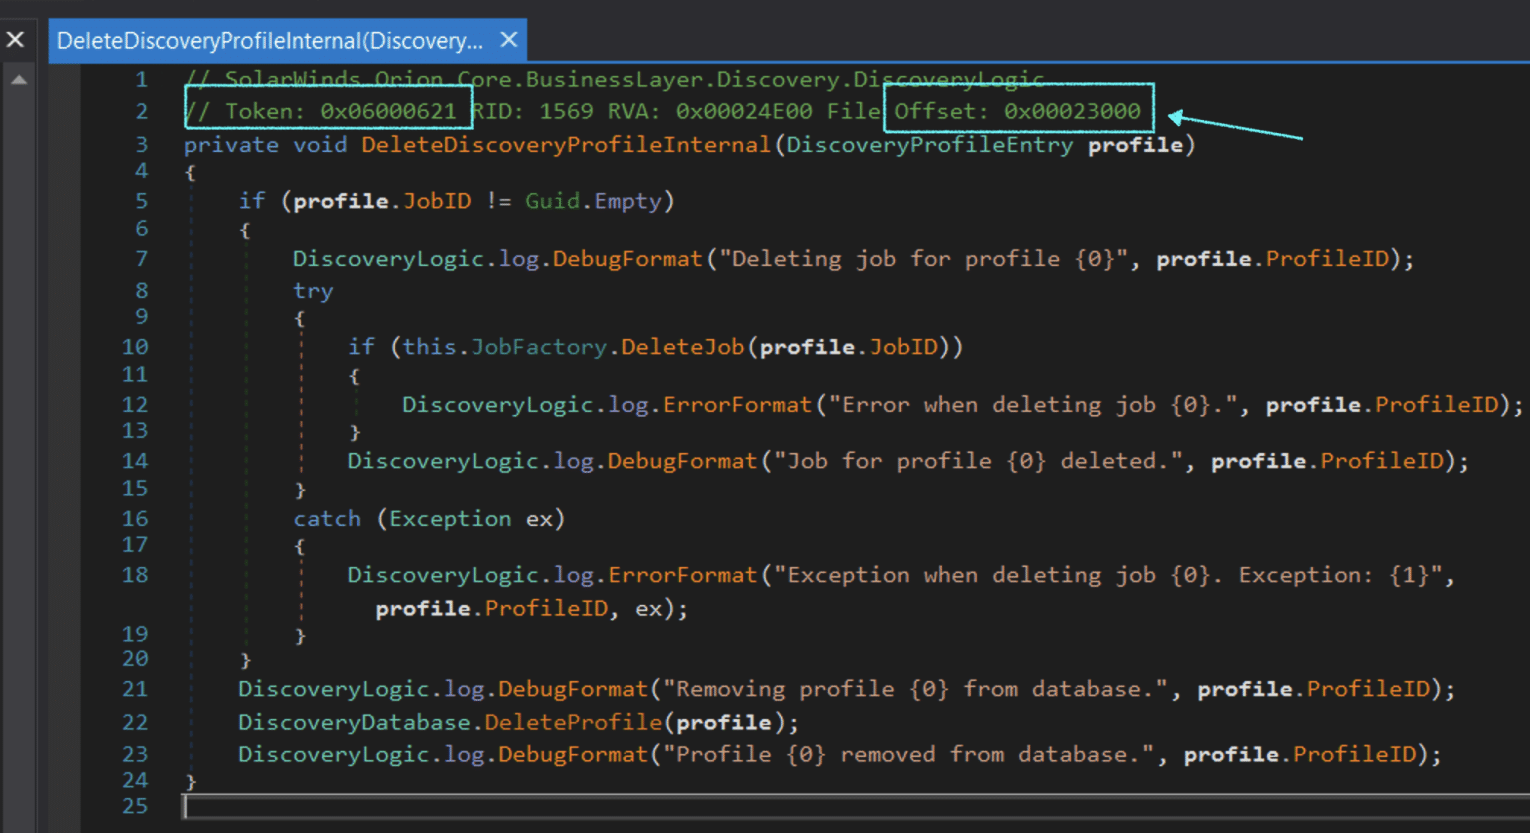 DeleteDiscoveryProfileInternal(Discovery...
1 // SolarWinds.Orion.Core.BusinessLayer.Discovery.DiscoveryLogic
2 // Token: 0x06000621 RID: 1569 RVA: 0x00024E00 File Offset: 0x00023000
3 private void DeleteDiscoveryProfileInternal(DiscoveryProfileEntry profile)
4 {
5 if (profile.JobID != Guid.Empty)
6 {
7 DiscoveryLogic.log.DebugFormat("Deleting job for profile {0}", profile.ProfileID);
8 try
9 {
10 if (this.JobFactory.DeleteJob(profile.JobID))
11 {
12 DiscoveryLogic.log.ErrorFormat("Error when deleting job {0}.", profile.ProfileID);
13 }
14 DiscoveryLogic.log.DebugFormat("Job for profile {0} deleted.", profile.ProfileID);
15 }
16 catch (Exception ex)
17 {
18 DiscoveryLogic.log.ErrorFormat("Exception when deleting job {0}. Exception: {1}",
profile.ProfileID, ex);
19 }
20 }
21 DiscoveryLogic.log.DebugFormat("Removing profile {0} from database.", profile.ProfileID);
22 DiscoveryDatabase.DeleteProfile(profile);
23 DiscoveryLogic.log.DebugFormat("Profile {0} removed from database.", profile.ProfileID);
24 }
25